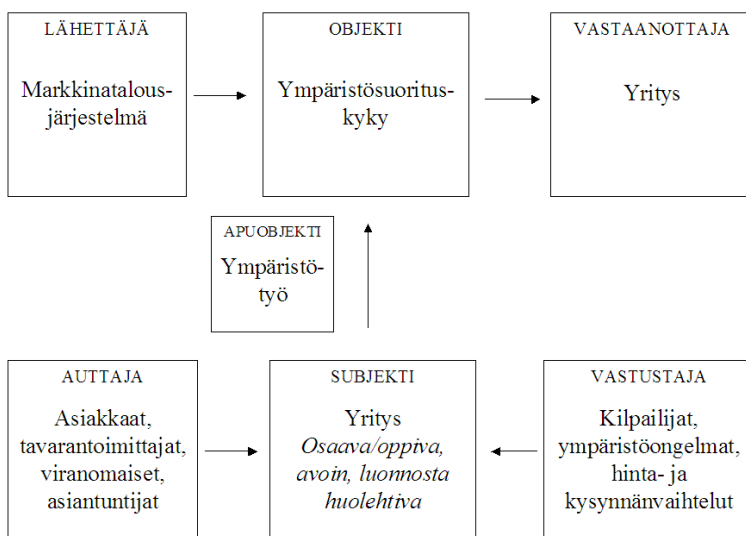 LÄHETTÄJÄ
Markkinatalous-
järjestelmä
OBJEKTI
Ympäristösuoritus-
kyky
VASTAANOTTAJA
Yritys
APUOBJEKTI
Ympäristö-
työ
AUTTAJA
Asiakkaat,
tavarantoimittajat,
viranomaiset,
asiantuntijat
SUBJEKTI
Yritys
Osaava/oppiva,
avoin, luonnosta
huolehtiva
VASTUSTAJA
Kilpailijat,
ympäristöongelmat,
hinta- ja
kysynnänvaihtelut